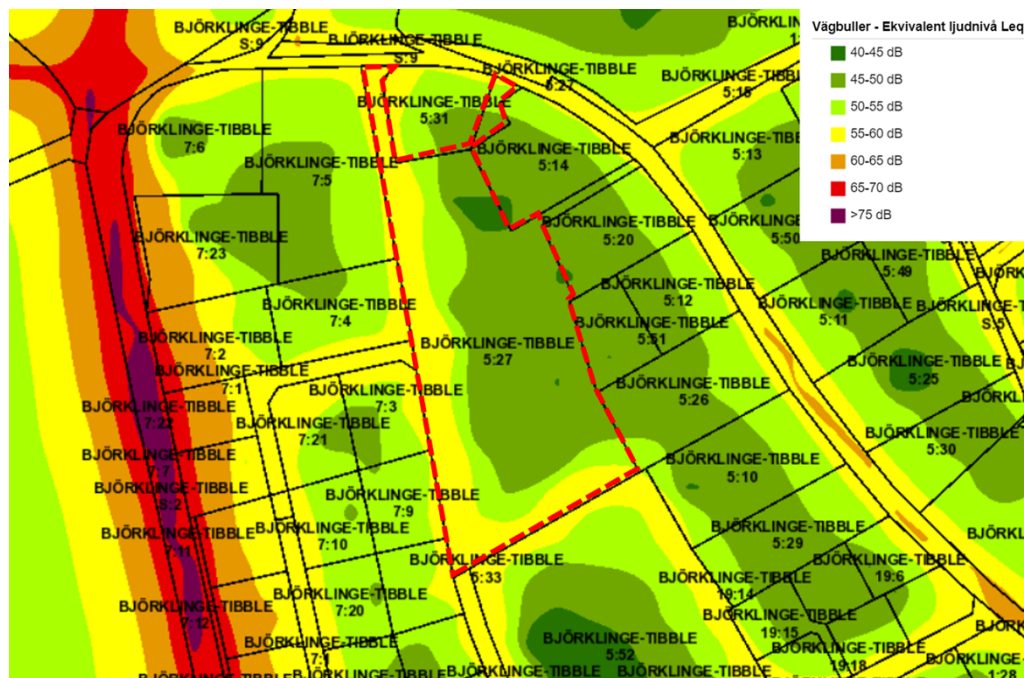 Vägbuller - Ekvivalent ljudnivå Leq
40-45 dB
45-50 dB
50-55 dB
55-60 dB
60-65 dB
65-70 dB
>75 dB
BJÖRKLINGE-TIBBLE
S:9
BJÖRKLINGE-TIBBLE
S:9
BJÖRKLINGE-TIBBLE
5:27
BJÖRKLINGE-TIBBLE
5:15
BJÖRKLINGE-TIBBLE
5:31
BJÖRKLINGE-TIBBLE
7:6
BJÖRKLINGE-TIBBLE
7:5
BJÖRKLINGE-TIBBLE
5:14
BJÖRKLINGE-TIBBLE
5:13
BJÖRKLINGE-TIBBLE
7:23
BJÖRKLINGE-TIBBLE
5:20
5:50
BJÖRKLINGE-TIBBLE
5:49
BJÖRKLINGE-TIBBLE
5:12
BJÖRKLINGE-TIBBLE
7:4
BJÖRKLINGE-TIBBLE
5:11
BJÖRKLINGE-T
S:5
BJÖRKLINGE-TIBBLE
5:51
BJÖRKLINGE-TIBBLE
7:2
BJÖRKLINGE-TIBBLE
5:27
BJÖRKLINGE-TIBBLE
7:1
BJÖRKLINGE-TIBBLE
5:25
BJÖRKLINGE-TIBBLE
7:3
BJÖRKLINGE-TIBBLE
5:26
BJÖRKLINGE-TIBBLE
7:22
BJÖRKLINGE-TIBBLE
7:21
BJÖRKLINGE-TIBBLE
5:30
BJÖRKLINGE-TIBBLE
7:7
BJÖRKLINGE-TIBBLE
5:10
BJÖRKLINGE-TIBBLE
S:2
BJÖRKLINGE-TIBBLE
7:9
BJÖRKLINGE-TIBBLE
7:11
BJÖRKLINGE-TIBBLE
7:10
BJÖRKLINGE-TIBBLE
5:29
BJÖRKLINGE-TIBBLE
5:33
BJÖRKLINGE-TIBBLE
19:6
BJÖRKLINGE-TIBBLE
19:14
BJÖRKLINGE-TIBBLE
7:20
BJÖRKLINGE-TIBBLE
7:12
BJÖRKLINGE-TIBBLE
19:15
BJÖRKLINGE-TIBBLE
5:52
BJÖRKLINGE-TIBBLE
BJÖRKLINGE-TIBBLE
19:18
BJÖRKLINGE-
1:28
BJÖRKLINGE-TIBBLE
BJÖRKLINGE-TIBBLE